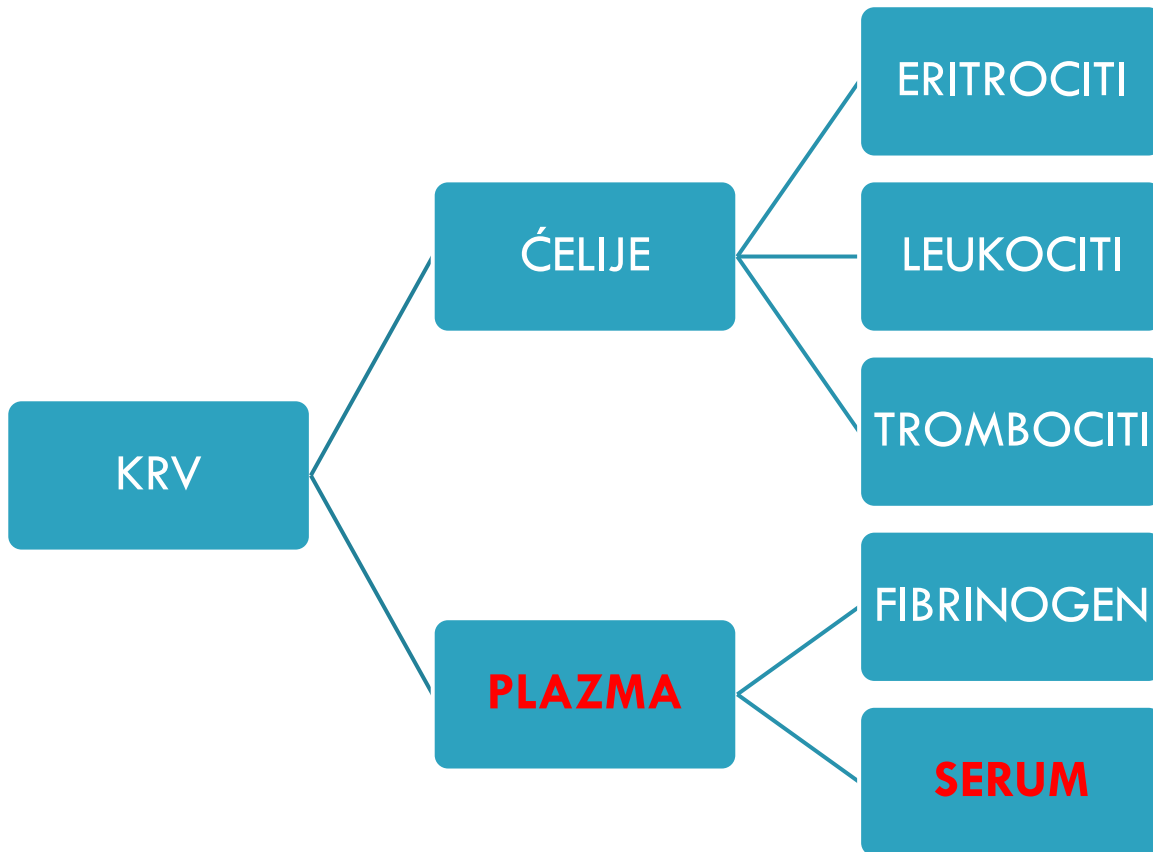 KRV
ĆELIJE
ERITROCITI
LEUKOCITI
TROMBOCITI
PLAZMA
FIBRINOGEN
SERUM